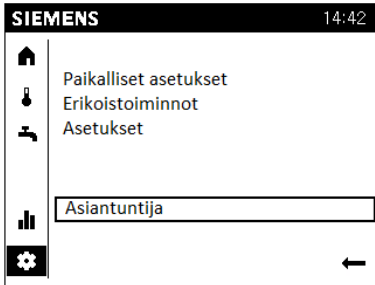 SIEMENS 14:42
Paikalliset asetukset
Erikoistoiminnot
Asetukset
Asiantuntija